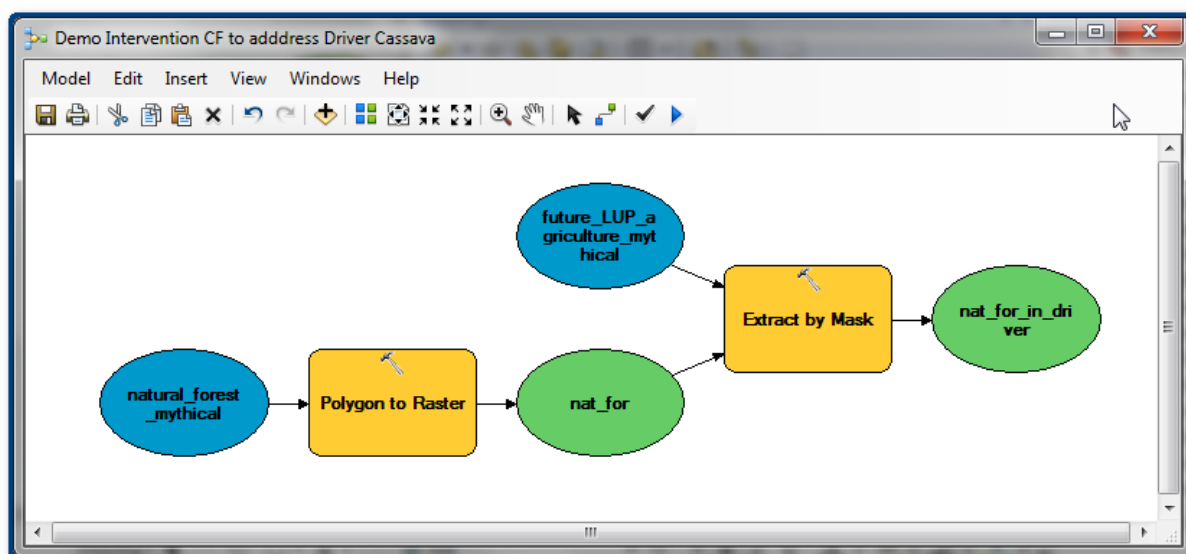 Demo Intervention CF to adddress Driver Cassava
Model Edit Insert View Windows Help
future_LUP_a
griculture_myt
hical
Extract by Mask
nat_for_in_dri
ver
natural_forest
_mythical
Polygon to Raster
nat_for